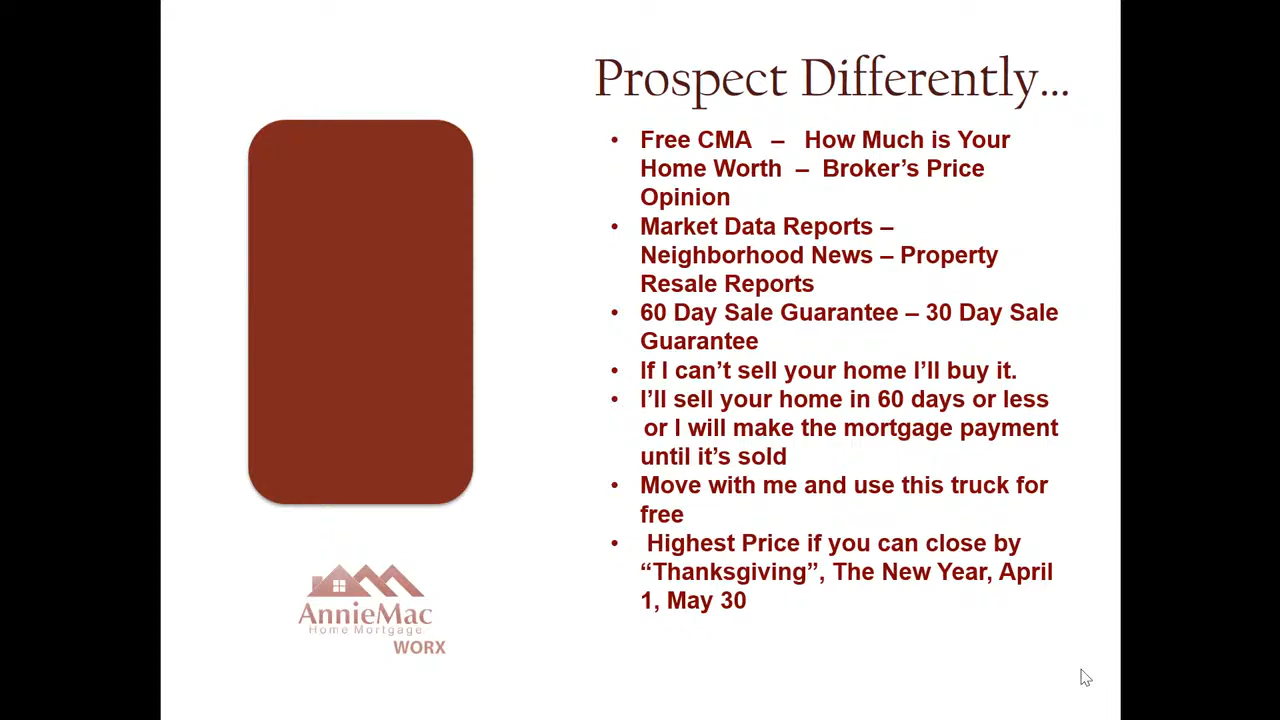 Prospect Differently...
• Free CMA – How Much is Your
Home Worth – Broker’s Price
Opinion
• Market Data Reports –
Neighborhood News – Property
Resale Reports
• 60 Day Sale Guarantee – 30 Day Sale
Guarantee
• If I can’t sell your home I’ll buy it.
• I’ll sell your home in 60 days or less
or I will make the mortgage payment
until it’s sold
• Move with me and use this truck for
free
• Highest Price if you can close by
“Thanksgiving”, The New Year, April
1, May 30
AnnieMac
Home Mortgage
WORX